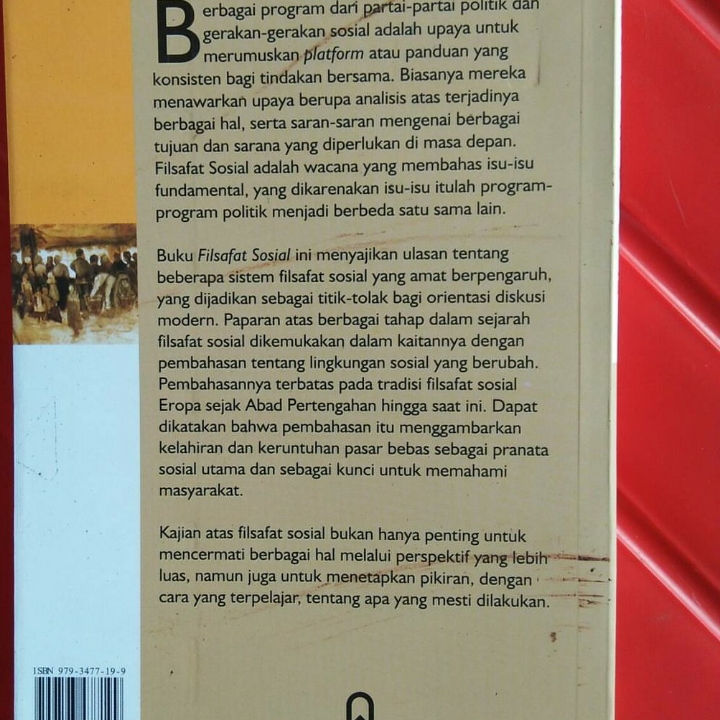 Berbagai program dari partai-partai politik dan
gerakan-gerakan sosial adalah upaya untuk
merumuskan platform atau panduan yang
konsisten bagi tindakan bersama. Biasanya mereka
menawarkan upaya berupa analisis atas terjadinya
berbagai hal, serta saran-saran mengenai berbagai
tujuan dan sarana yang diperlukan di masa depan.
Filsafat Sosial adalah wacana yang membahas isu-isu
fundamental, yang dikarenakan isu-isu itulah program-
program politik menjadi berbeda satu sama lain.
Buku Filsafat Sosial ini menyajikan ulasan tentang
beberapa sistem filsafat sosial yang amat berpengaruh,
yang dijadikan sebagai titik-tolak bagi orientasi diskusi
modern. Paparan atas berbagai tahap dalam sejarah
filsafat sosial dikemukakan dalam kaitannya dengan
pembahasan tentang lingkungan sosial yang berubah.
Pembahasannya terbatas pada tradisi filsafat sosial
Eropa sejak Abad Pertengahan hingga saat ini. Dapat
dikatakan bahwa pembahasan itu menggambarkan
kelahiran dan keruntuhan pasar bebas sebagai pranata
sosial utama dan sebagai kunci untuk memahami
masyarakat.
Kajian atas filsafat sosial bukan hanya penting untuk
mencermati berbagai hal melalui perspektif yang lebih
luas, namun juga untuk menetapkan pikiran, dengan
cara yang terpelajar, tentang apa yang mesti dilakukan.
ISBN 979-3477-19-9